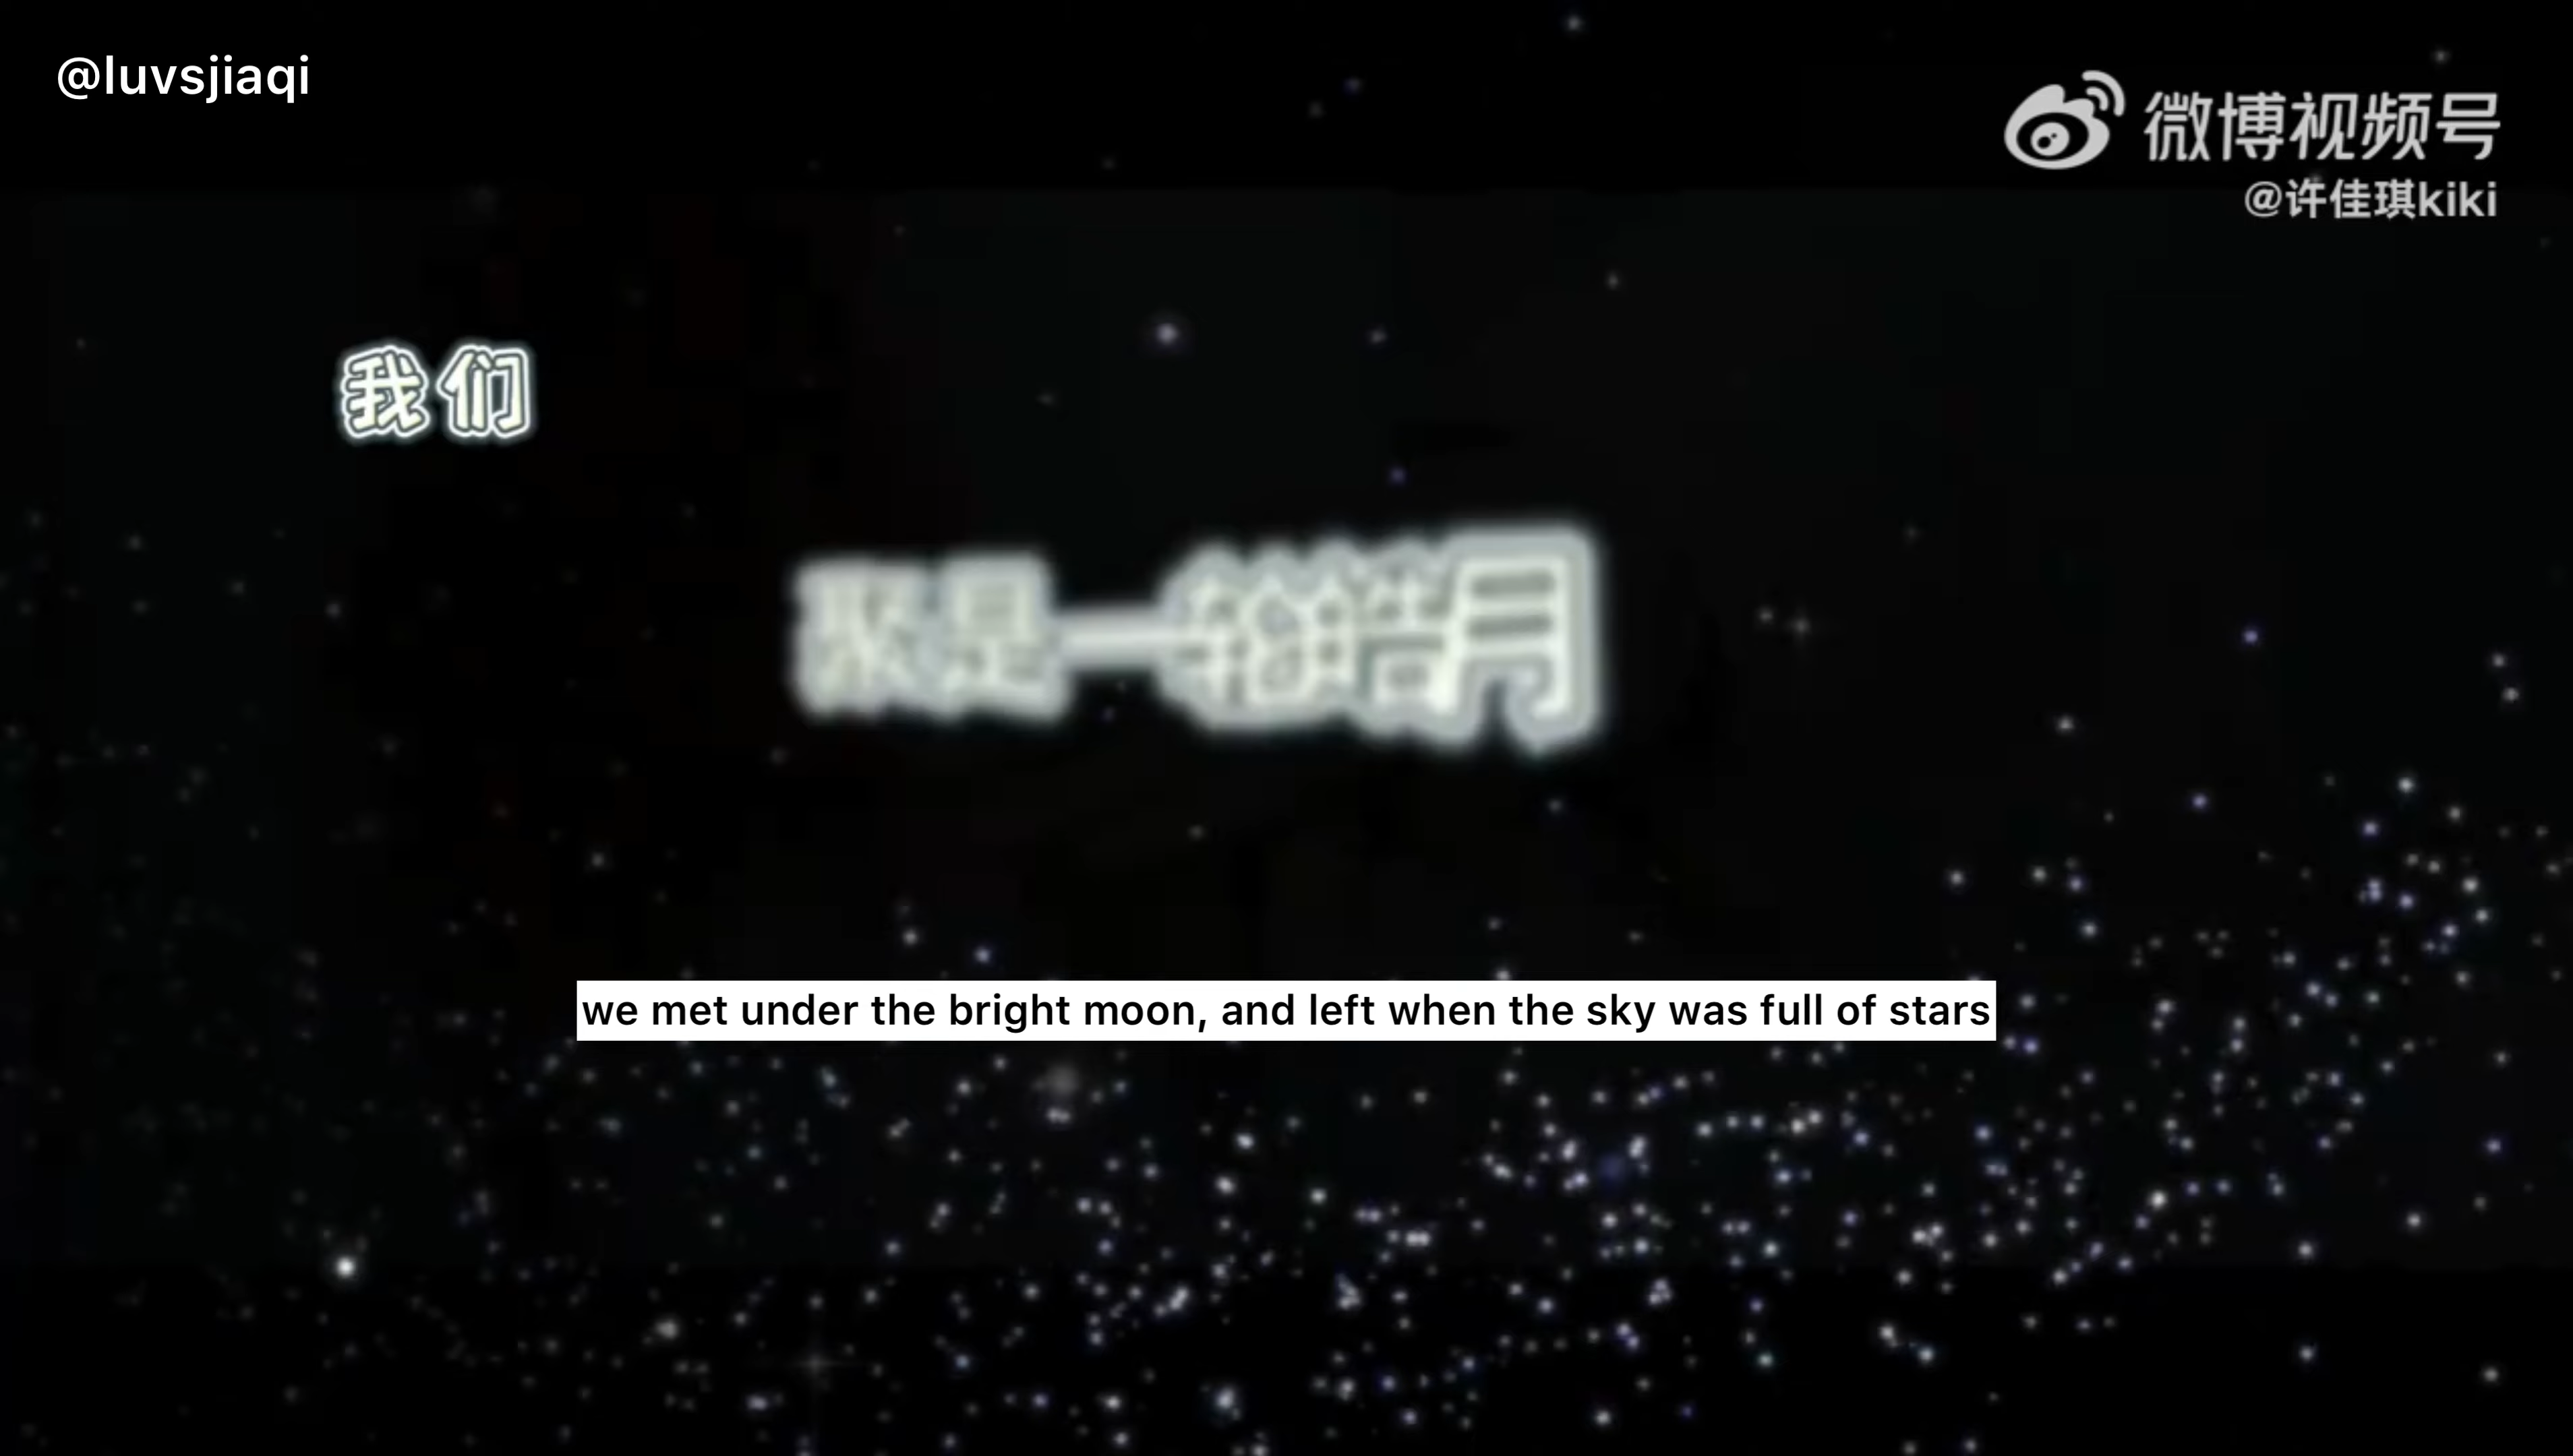 @luvsjiaqi
微博视频号
@许佳琪kiki
我们
聚是一轮皓月
we met under the bright moon, and left when the sky was full of stars